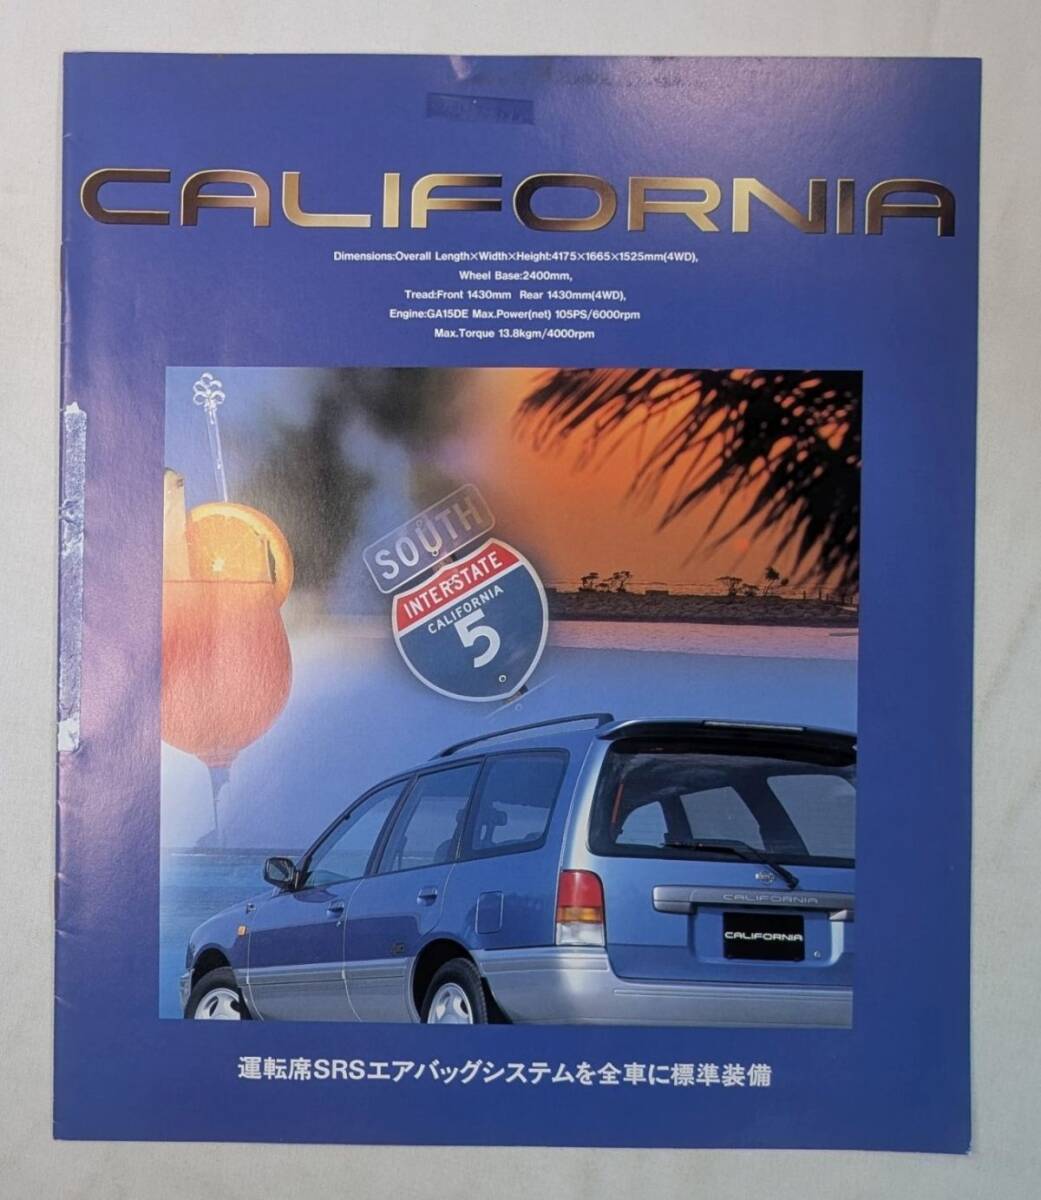 CALIFORNIA
Dimensions:Overall Length×Width×Height:4175×1665×1525mm(4WD),
Wheel Base:2400mm,
Tread:Front 1430mm Rear 1430mm(4WD),
Engine:GA15DE Max.Power(net) 105PS/6000rpm
Max.Torque 13.8kgm/4000rpm
SOUTH
INTERSTATE
CALIFORNIA
5
CALIFORNIA
CALIFORNIA
運転席SRSエアバッグシステムを全車に標準装備